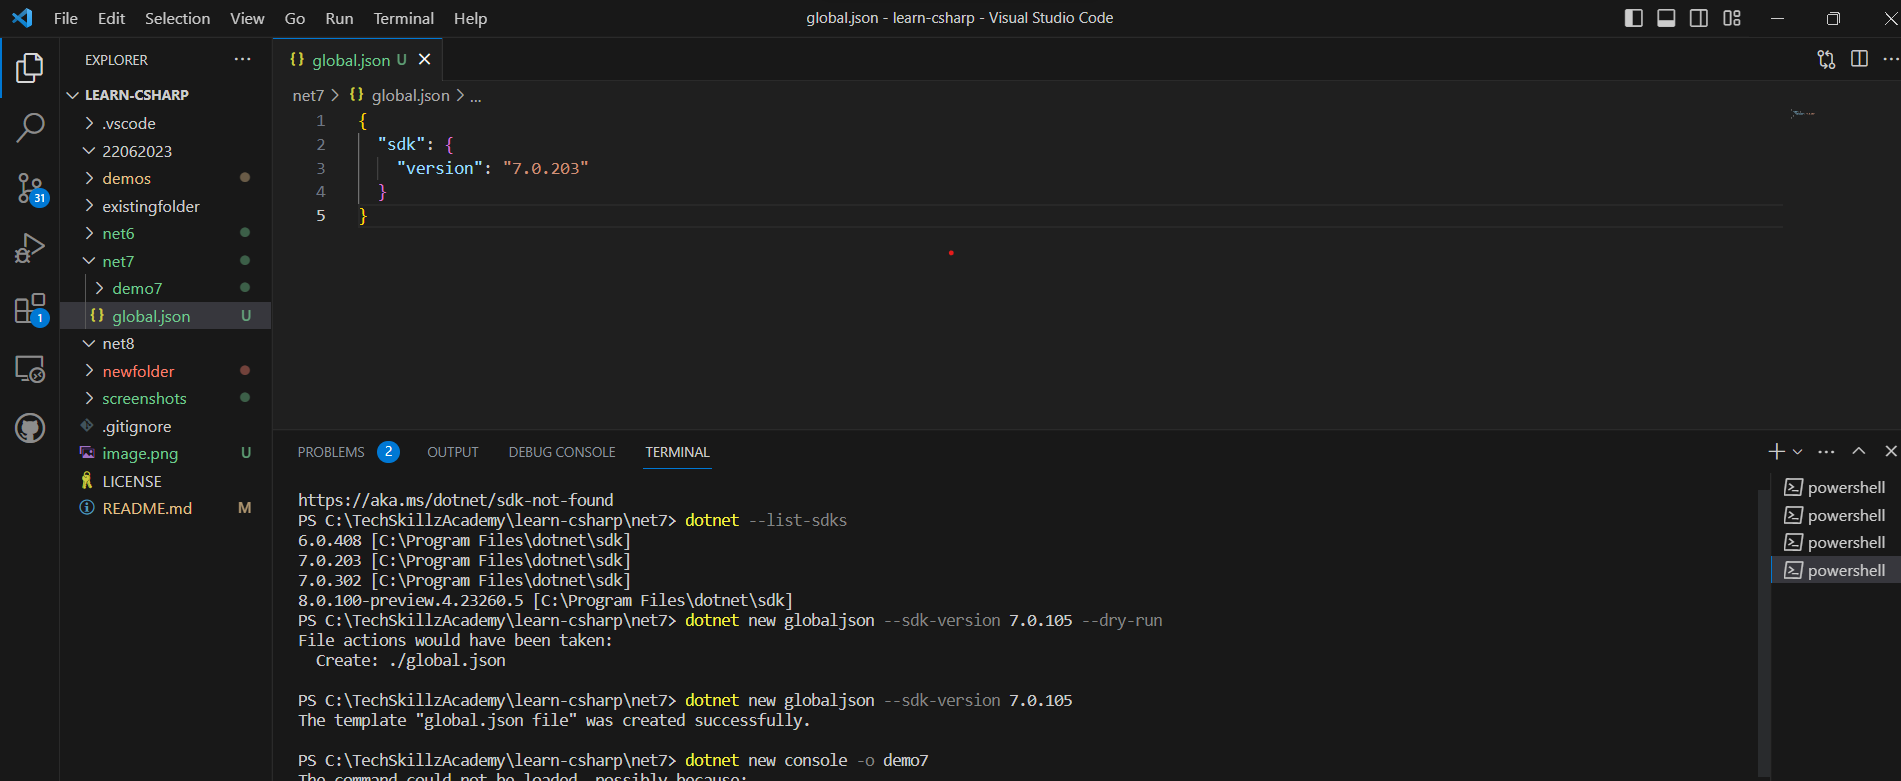 File Edit Selection View Go Run Terminal Help
global.json - learn-csharp - Visual Studio Code
EXPLORER
LEARN-CSHARP
.vscode
22062023
demos
existingfolder
net6
net7
demo7
global.json U
net8
newfolder
screenshots
.gitignore
image.png U
LICENSE
README.md M
31
1
global.json U
net7 > global.json > ...
1 {
2 "sdk": {
3 "version": "7.0.203"
4 }
5 }
PROBLEMS 2 OUTPUT DEBUG CONSOLE TERMINAL
https://aka.ms/dotnet/sdk-not-found
PS C:\TechSkillzAcademy\learn-csharp\net7> dotnet --list-sdks
6.0.408 [C:\Program Files\dotnet\sdk]
7.0.203 [C:\Program Files\dotnet\sdk]
7.0.302 [C:\Program Files\dotnet\sdk]
8.0.100-preview.4.23260.5 [C:\Program Files\dotnet\sdk]
PS C:\TechSkillzAcademy\learn-csharp\net7> dotnet new globaljson --sdk-version 7.0.105 --dry-run
File actions would have been taken:
Create: ./global.json
PS C:\TechSkillzAcademy\learn-csharp\net7> dotnet new globaljson --sdk-version 7.0.105
The template "global.json file" was created successfully.
PS C:\TechSkillzAcademy\learn-csharp\net7> dotnet new console -o demo7
The command could not be loaded, possibly because:
powershell
powershell
powershell
powershell